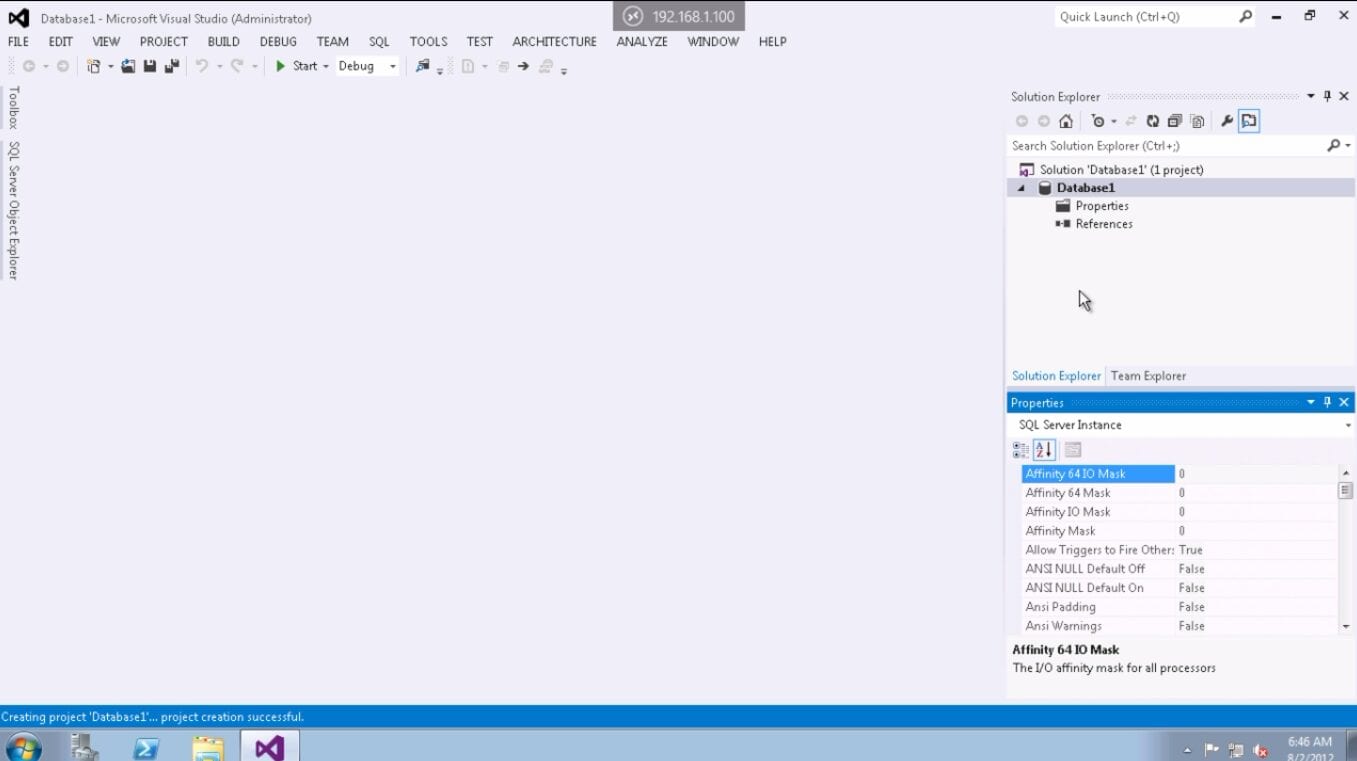 Database1 - Microsoft Visual Studio (Administrator)
192.168.1.100
Quick Launch (Ctrl+Q)
FILE EDIT VIEW PROJECT BUILD DEBUG TEAM SQL TOOLS TEST ARCHITECTURE ANALYZE WINDOW HELP
Start Debug
Toolbox
SQL Server Object Explorer
Solution Explorer
Search Solution Explorer (Ctrl+;)
Solution 'Database1' (1 project)
Database1
Properties
References
Solution Explorer Team Explorer
Properties
SQL Server Instance
Affinity 64 IO Mask 0
Affinity 64 Mask 0
Affinity IO Mask 0
Affinity Mask 0
Allow Triggers to Fire Others True
ANSI NULL Default Off False
ANSI NULL Default On False
Ansi Padding False
Ansi Warnings False
Affinity 64 IO Mask
The I/O affinity mask for all processors
Creating project 'Database1'... project creation successful.
6:46 AM
8/2/2012